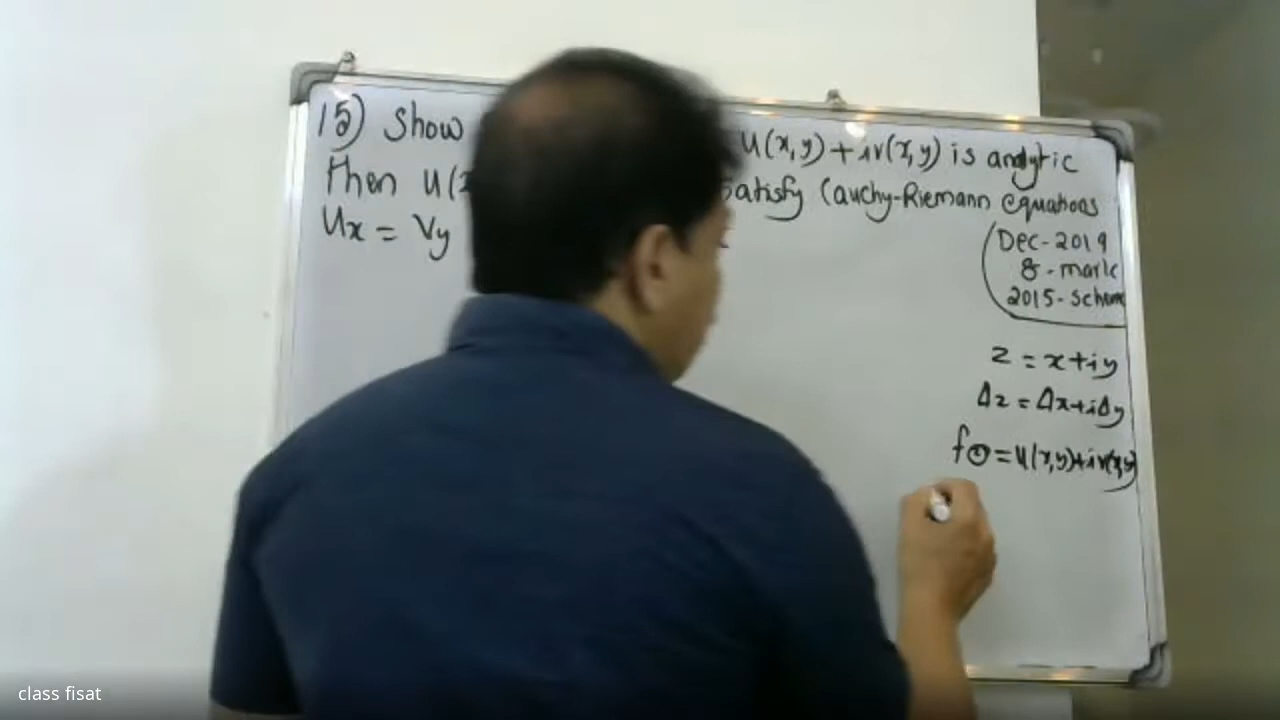 15) Show u(x,y)+iv(x,y) is analytic
then u( satisfy Cauchy-Riemann equations
Ux = Vy
Dec-2019
8-mark
2015-Scheme
z = x+iy
Δz = Δx+iΔy
f(z) = u(x,y)+iv(x,y)
class fisat